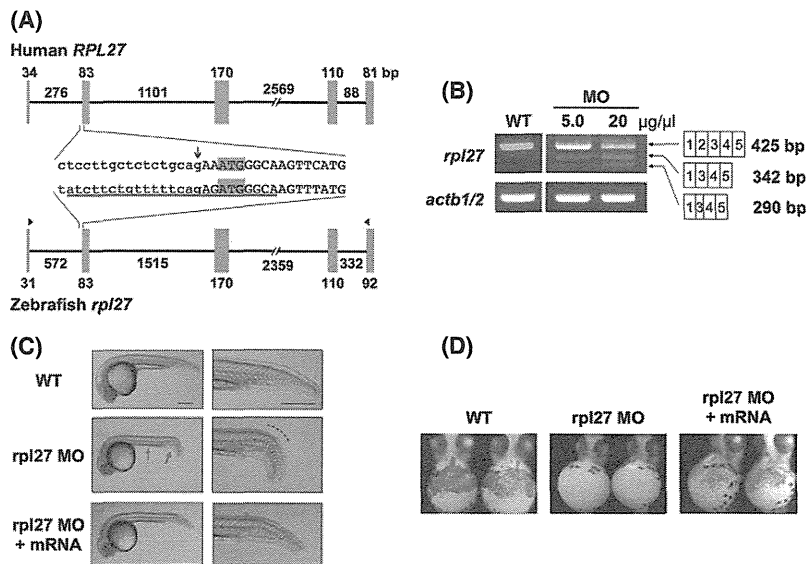 (A)
Human RPL27
34 83 170 110 81 bp
276 1101 2569 88
ctccttgctctctgcagAAATGGGCAAGTTCATG
tatcttctgtttttcagAGATGGGCAAGTTTATG
572 1515 2359 332
31 83 170 110 92
Zebrafish rpl27
(B)
MO
WT 5.0 20 µg/µl
rpl27
actb1/2
1 2 3 4 5 425 bp
1 3 4 5 342 bp
1 3 4 5 290 bp
(C)
WT
rpl27 MO
rpl27 MO
+ mRNA
(D)
WT
rpl27 MO
rpl27 MO
+ mRNA